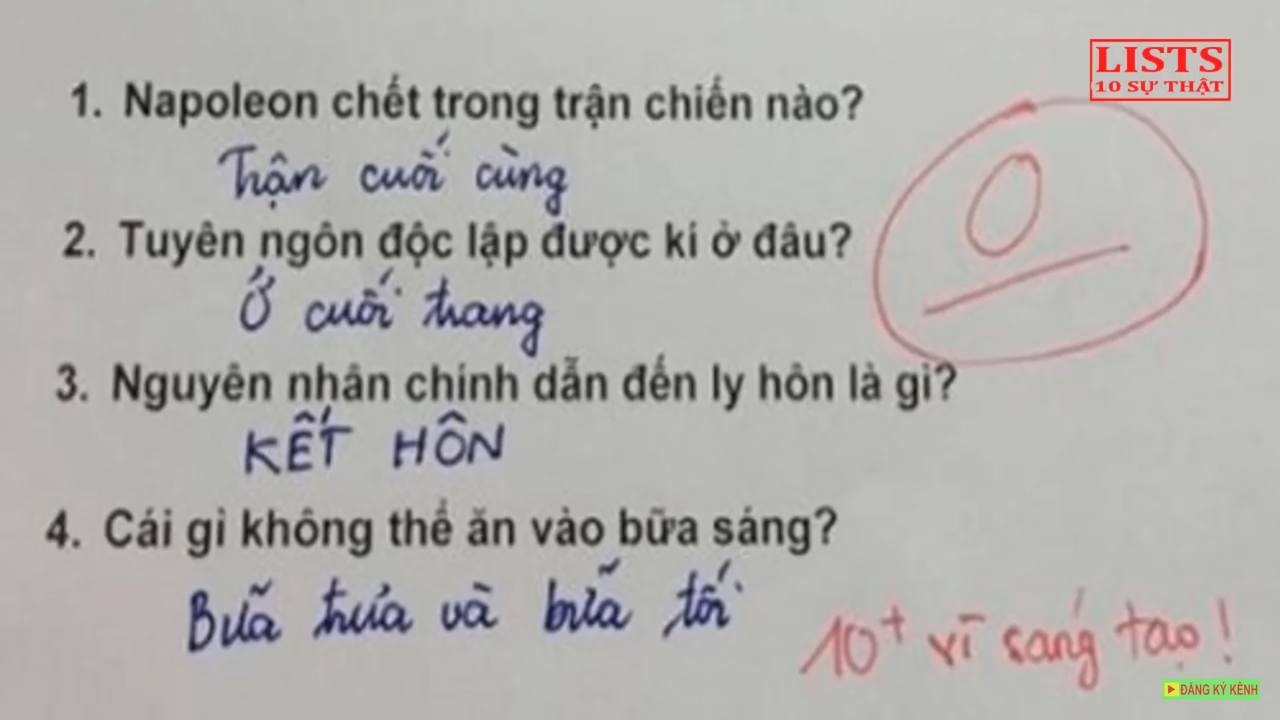 LISTS
10 SỰ THẬT
1. Napoleon chết trong trận chiến nào?
Trận cuối cùng
0
2. Tuyên ngôn độc lập được kí ở đâu?
Ở cuối trang
3. Nguyên nhân chính dẫn đến ly hôn là gì?
KẾT HÔN
4. Cái gì không thể ăn vào bữa sáng?
Bữa trưa và bữa tối
10+ vì sáng tạo!
ĐĂNG KÝ KÊNH